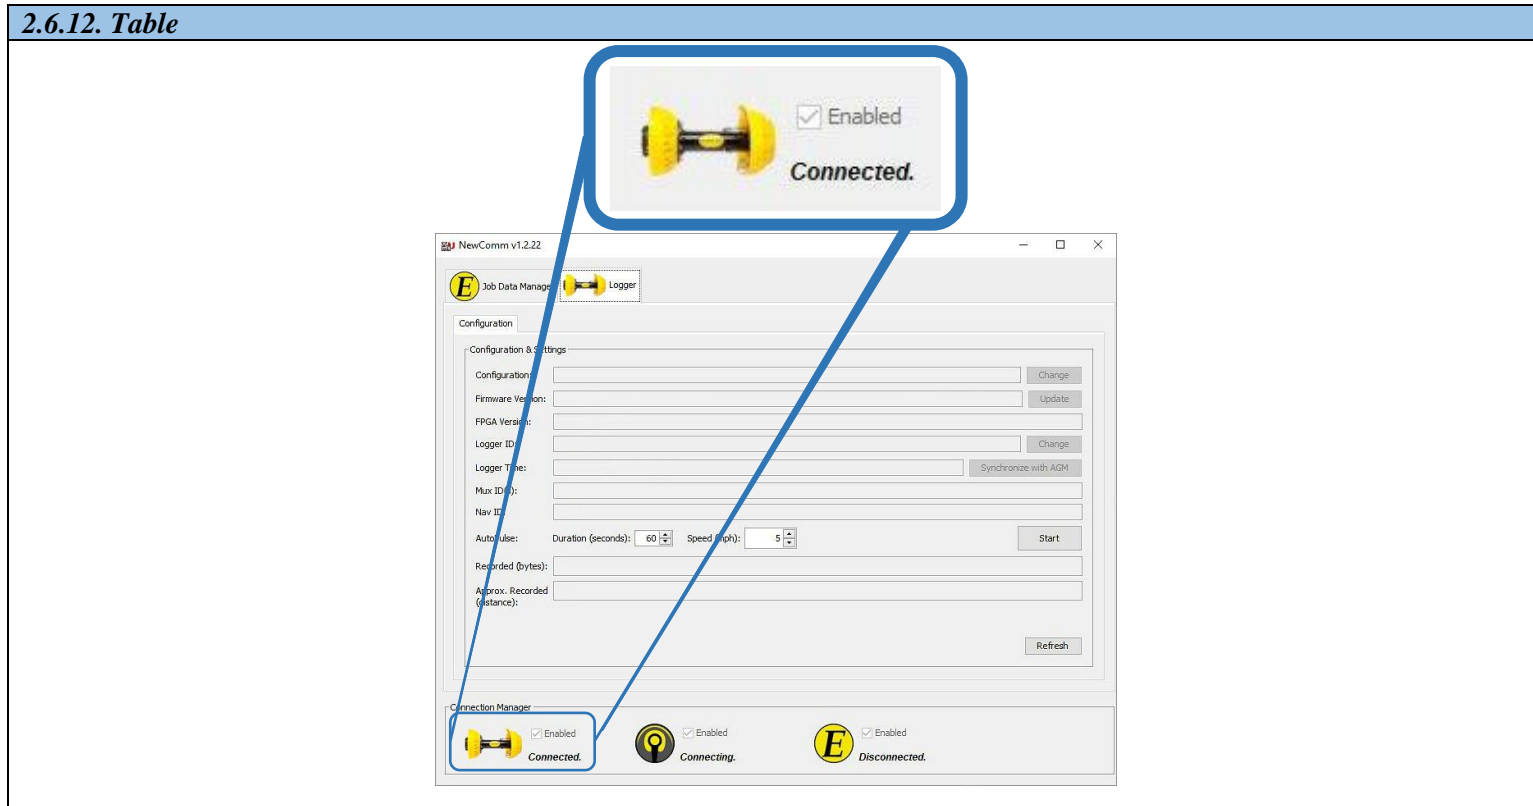 2.6.12. Table
Enabled
Connected.
NewComm v1.2.22
Job Data Manage
Logger
Configuration
Configuration & Settings
Configuration: Change
Firmware Version: Update
FPGA Version:
Logger ID: Change
Logger Time: Synchronize with AGM
Mux ID(s):
Nav ID:
AutoPulse: Duration (seconds): 60 Speed (mph): 5 Start
Recorded (bytes):
Approx. Recorded
(distance):
Refresh
Connection Manager
Enabled
Connected.
Enabled
Connecting.
E Enabled
Disconnected.